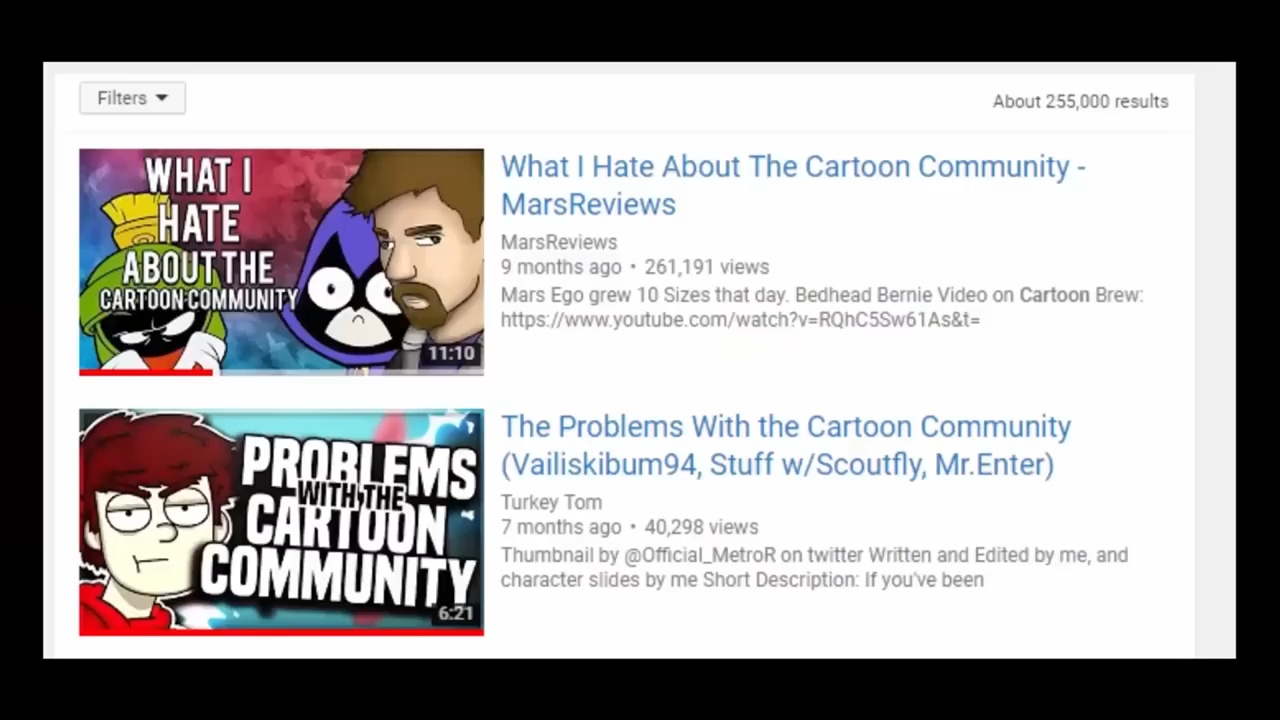 Filters
About 255,000 results
WHAT I
HATE
ABOUT THE
CARTOON COMMUNITY
11:10
What I Hate About The Cartoon Community -
MarsReviews
MarsReviews
9 months ago • 261,191 views
Mars Ego grew 10 Sizes that day. Bedhead Bernie Video on Cartoon Brew:
https://www.youtube.com/watch?v=RQhC5Sw61As&t=
PROBLEMS
WITH THE
CARTOON
COMMUNITY
6:21
The Problems With the Cartoon Community
(Vailiskibum94, Stuff w/Scoutfly, Mr.Enter)
Turkey Tom
7 months ago • 40,298 views
Thumbnail by @Official_MetroR on twitter Written and Edited by me, and
character slides by me Short Description: If you've been